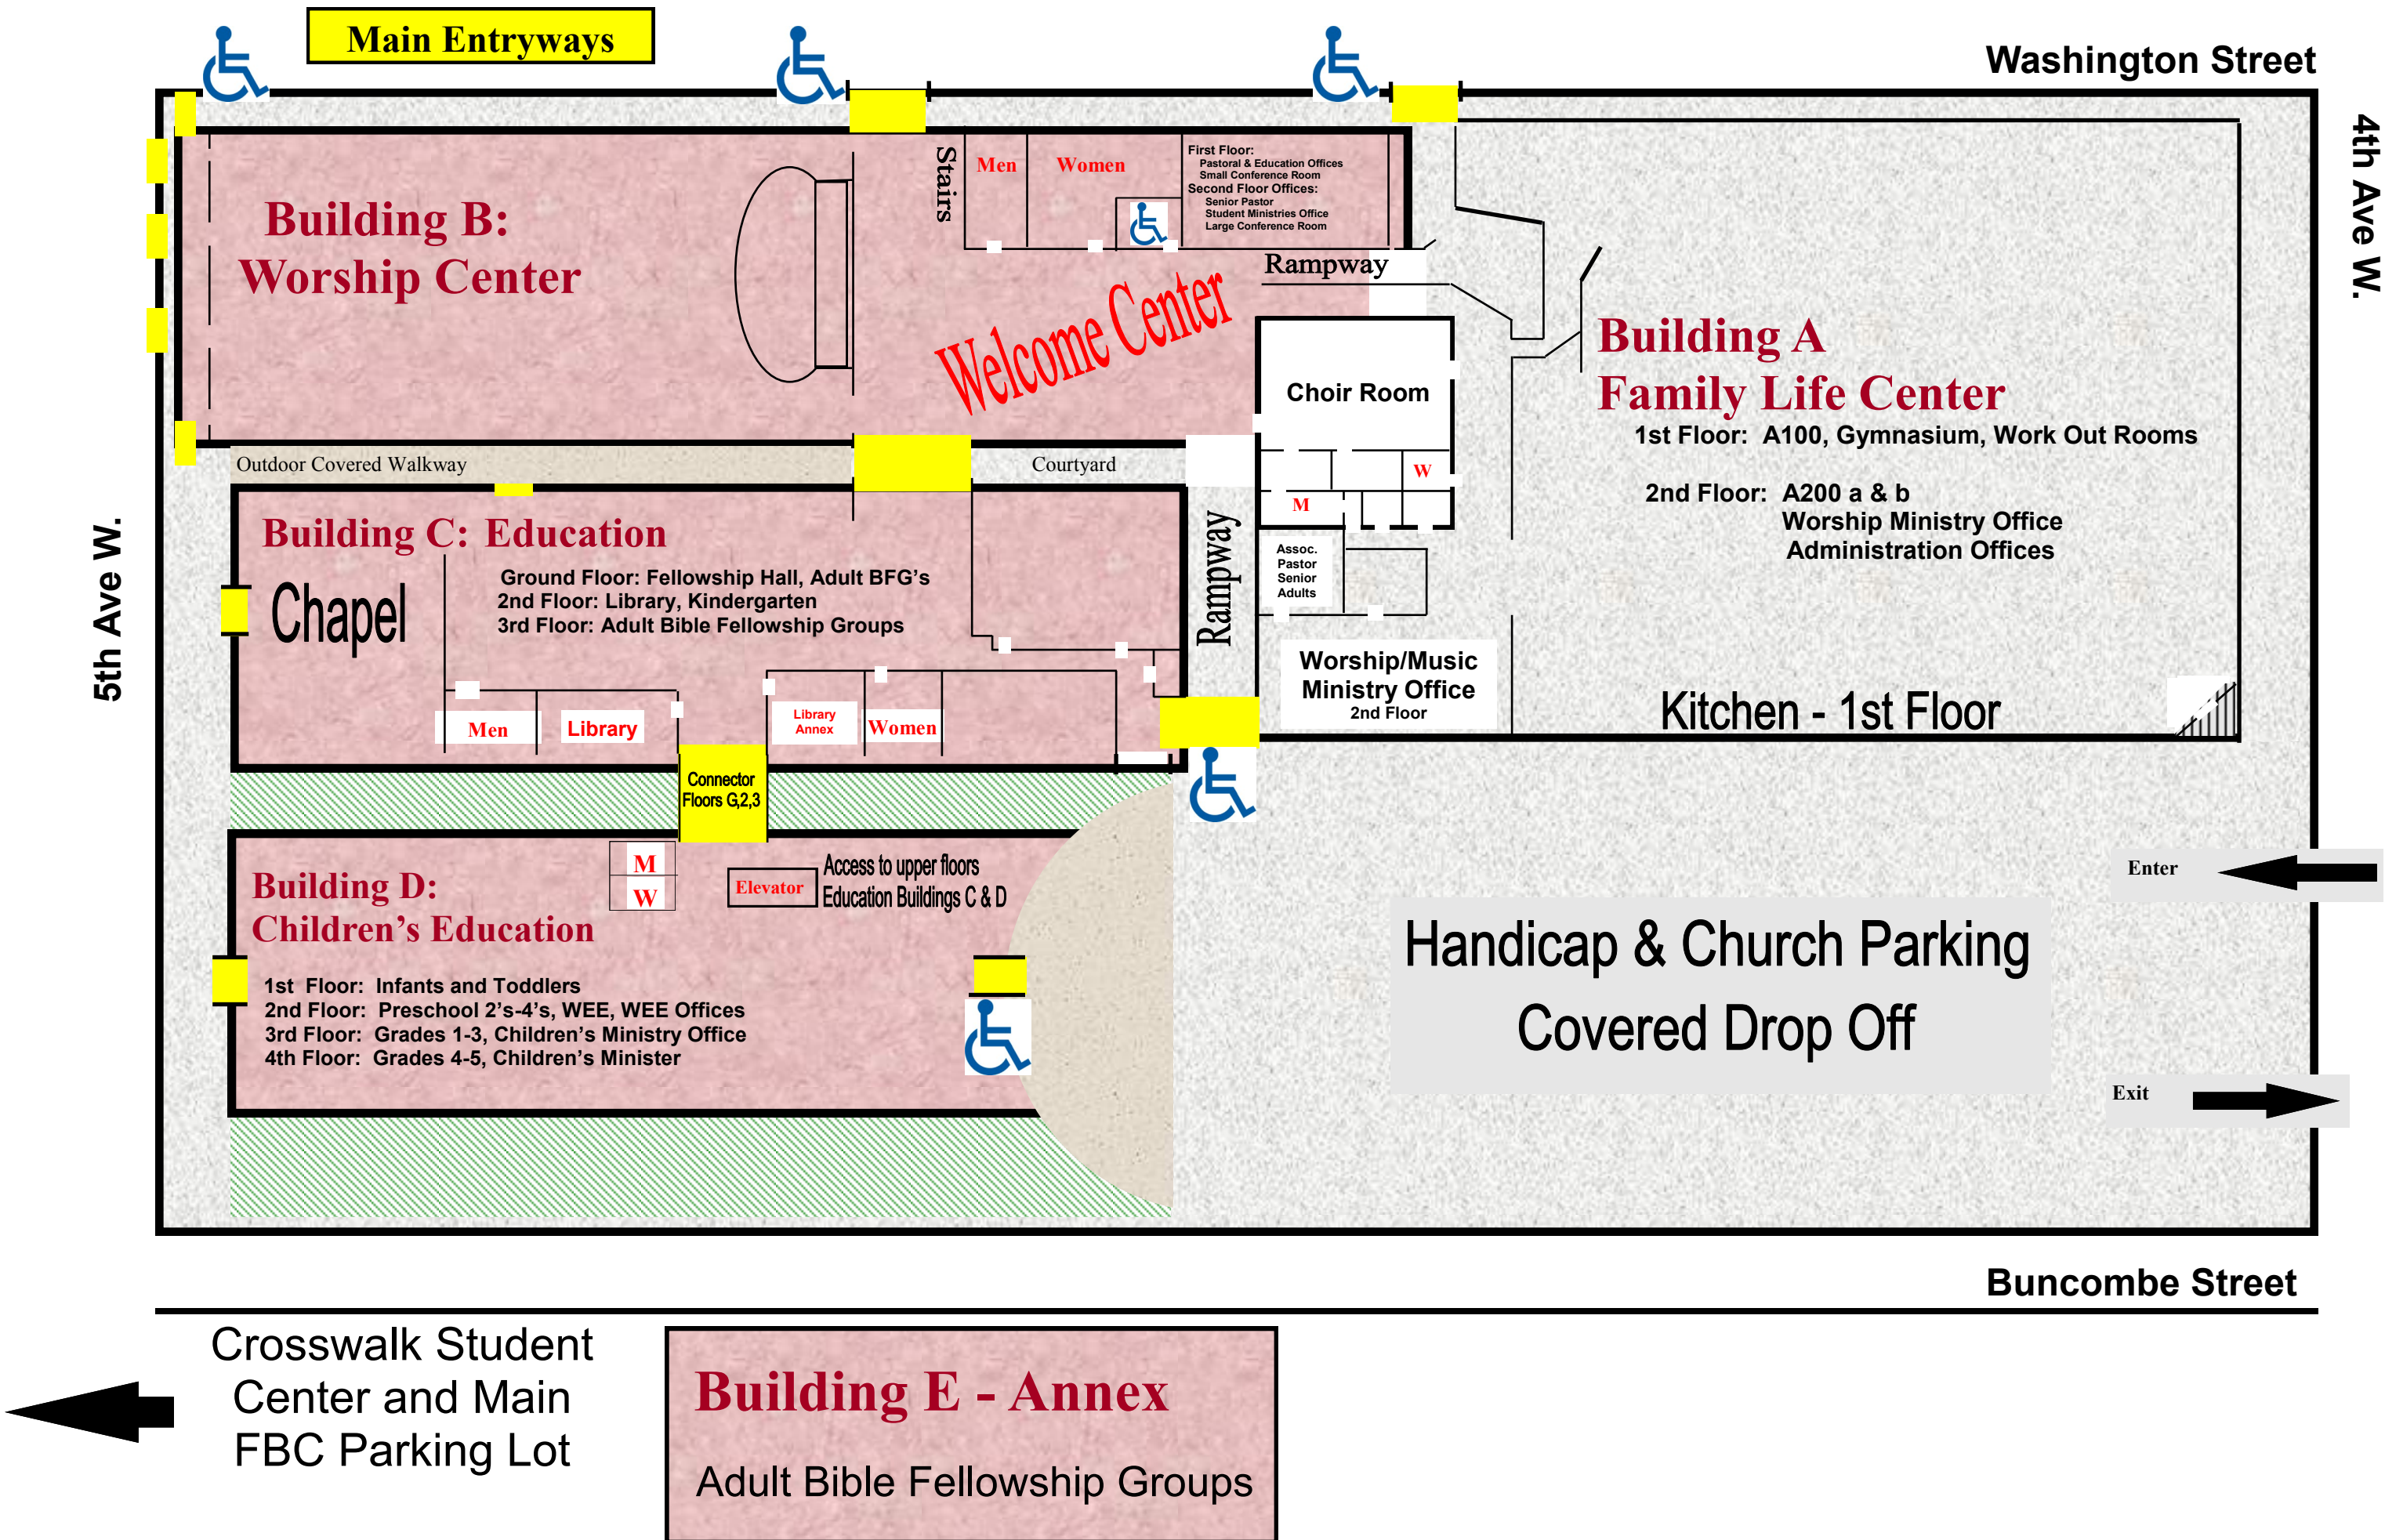 Main Entryways
Washington Street
4th Ave W.
5th Ave W.
Building B:
Worship Center
Stairs
Men
Women
First Floor:
Pastoral & Education Offices
Small Conference Room
Second Floor Offices:
Senior Pastor
Student Ministries Office
Large Conference Room
Rampway
Welcome Center
Choir Room
W
M
Building A
Family Life Center
1st Floor: A100, Gymnasium, Work Out Rooms
2nd Floor: A200 a & b
Worship Ministry Office
Administration Offices
Outdoor Covered Walkway
Courtyard
Building C: Education
Chapel
Ground Floor: Fellowship Hall, Adult BFG’s
2nd Floor: Library, Kindergarten
3rd Floor: Adult Bible Fellowship Groups
Rampway
Assoc.
Pastor
Senior
Adults
Worship/Music
Ministry Office
2nd Floor
Kitchen - 1st Floor
Men
Library
Library
Annex
Women
Connector
Floors G,2,3
M
W
Elevator
Access to upper floors
Education Buildings C & D
Building D:
Children’s Education
1st Floor: Infants and Toddlers
2nd Floor: Preschool 2’s-4’s, WEE, WEE Offices
3rd Floor: Grades 1-3, Children’s Ministry Office
4th Floor: Grades 4-5, Children’s Minister
Enter
Handicap & Church Parking
Covered Drop Off
Exit
Buncombe Street
Crosswalk Student
Center and Main
FBC Parking Lot
Building E - Annex
Adult Bible Fellowship Groups